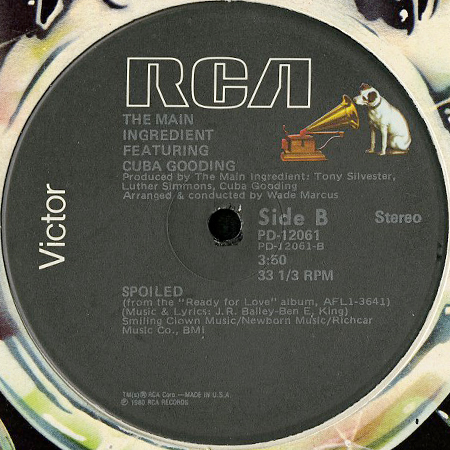 RCA
THE MAIN
INGREDIENT
FEATURING
CUBA GOODING
Produced by The Main Ingredient: Tony Silvester,
Luther Simmons, Cuba Gooding
Arranged & conducted by Wade Marcus
Victor
Side B
Stereo
PD-12061
PD-12061-B
3:50
33 1/3 RPM
SPOILED
(from the "Ready for Love" album, AFL1-3641)
(Music & Lyrics: J.R. Bailey-Ben E. King)
Smiling Clown Music/Newborn Music/Richcar
Music Co., BMI
TM(s)® RCA Corp.—MADE IN U.S.A.
℗ 1980 RCA RECORDS